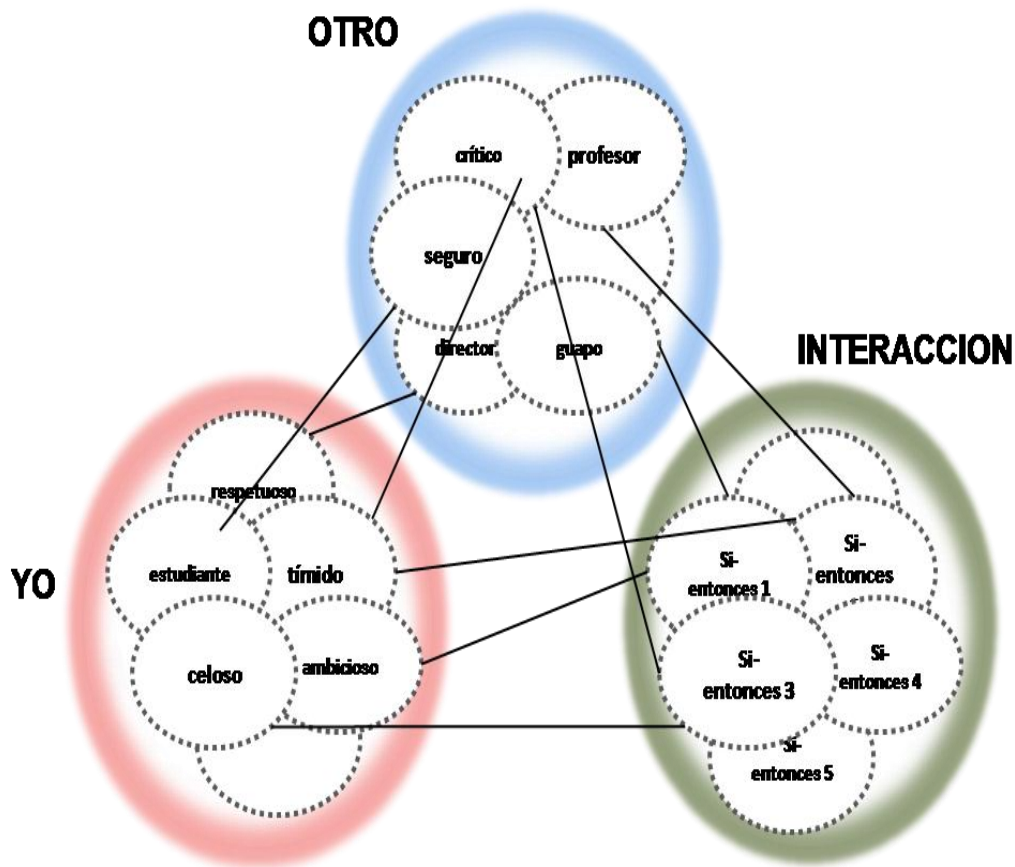 OTRO
crítico
profesor
seguro
director
guapo
INTERACCION
YO
respetuoso
estudiante
tímido
celoso
ambicioso
Si-
entonces 1
Si-
entonces
Si-
entonces 3
Si-
entonces 4
Si-
entonces 5